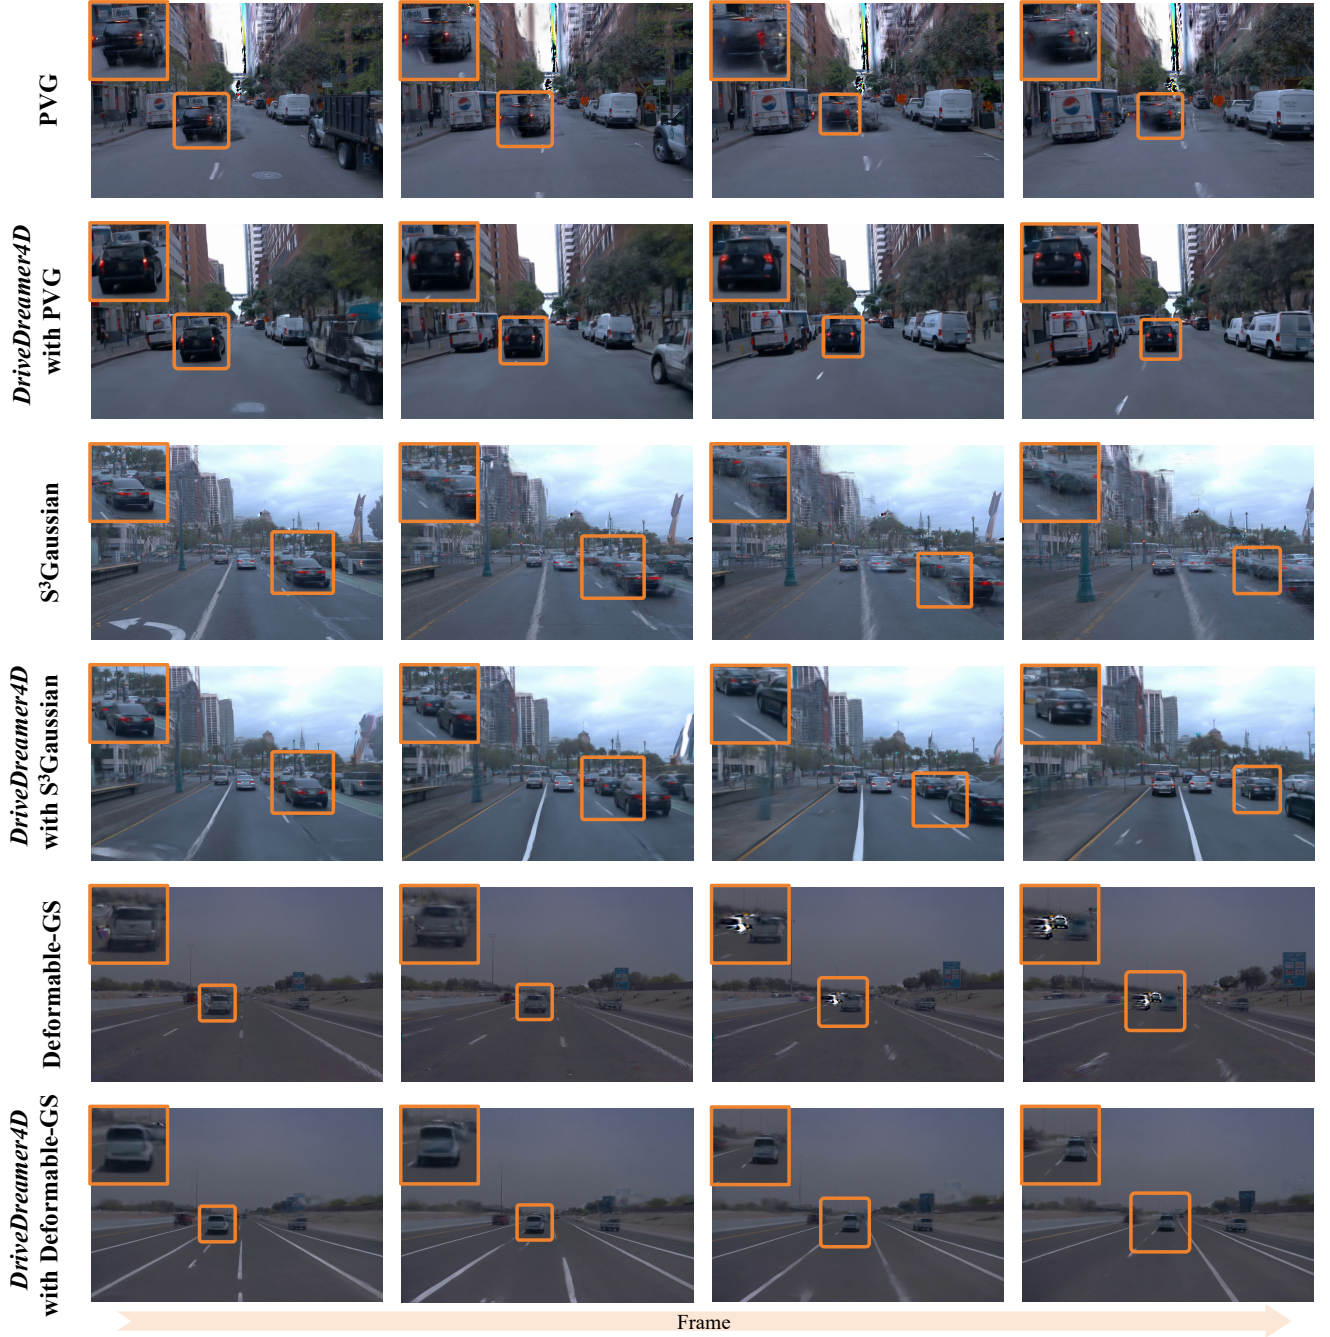 PVG
DriveDreamer4D
with PVG
S³Gaussian
DriveDreamer4D
with S³Gaussian
Deformable-GS
DriveDreamer4D
with Deformable-GS
Frame